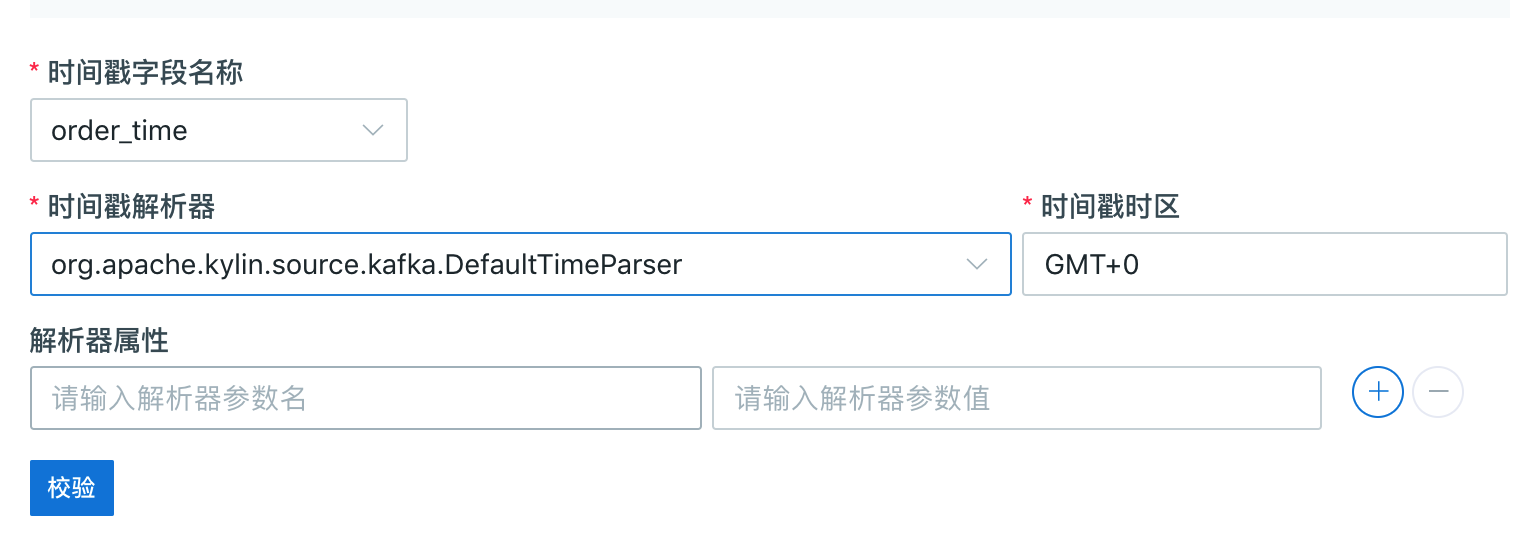 * 时间戳字段名称
order_time
* 时间戳解析器
* 时间戳时区
org.apache.kylin.source.kafka.DefaultTimeParser
GMT+0
解析器属性
请输入解析器参数名
请输入解析器参数值
校验